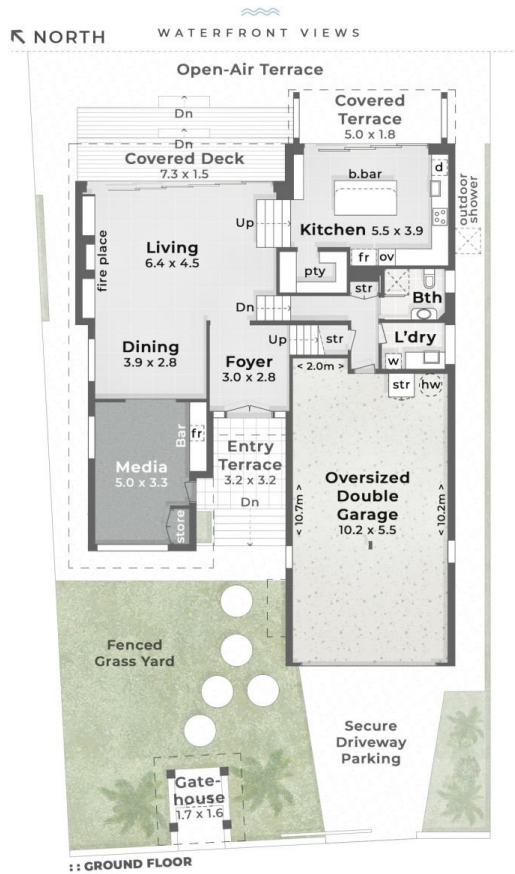 NORTH
WATERFRONT VIEWS
Open-Air Terrace
Dn
Dn
Covered Deck
7.3 x 1.5
Covered
Terrace
5.0 x 1.8
b.bar
d
outdoor
shower
Up
Kitchen 5.5 x 3.9
fr ov
fire place
Living
6.4 x 4.5
pty
str
Bth
Dn
Dining
3.9 x 2.8
Foyer
3.0 x 2.8
Up
str
L'dry
w
< 2.0m >
str
hw
Bar
fr
Media
5.0 x 3.3
store
Entry
Terrace
3.2 x 3.2
Dn
< 10.7m >
Oversized
Double
Garage
10.2 x 5.5
< 10.2m >
Fenced
Grass Yard
Secure
Driveway
Parking
Gate-
house
1.7 x 1.6
:: GROUND FLOOR